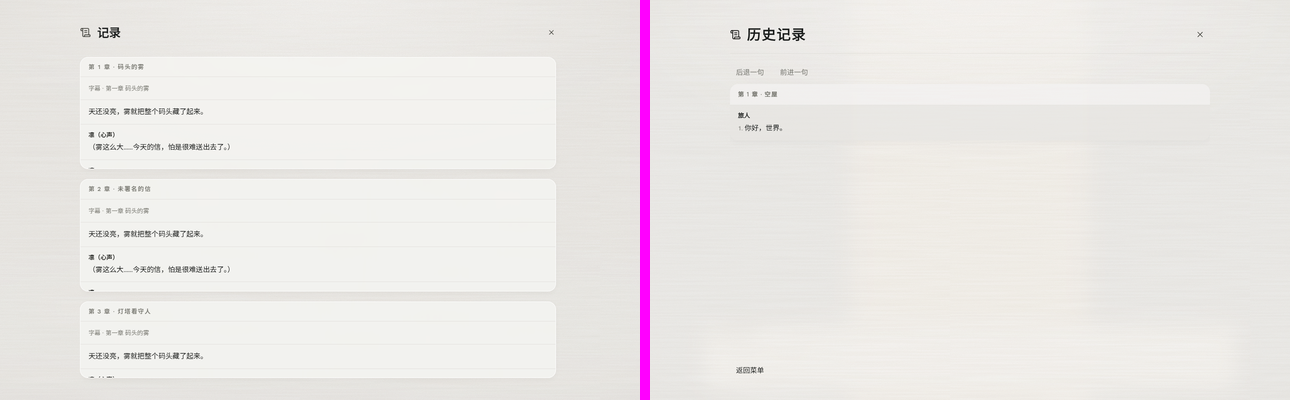 记录
×
第 1 章 · 码头的雾
字幕 · 第一章 码头的雾
天还没亮，雾就把整个码头藏了起来。
凛（心声）
（雾这么大……今天的信，怕是很难送出去了。）
第 2 章 · 未署名的信
字幕 · 第一章 码头的雾
天还没亮，雾就把整个码头藏了起来。
凛（心声）
（雾这么大……今天的信，怕是很难送出去了。）
第 3 章 · 灯塔看守人
字幕 · 第一章 码头的雾
天还没亮，雾就把整个码头藏了起来。
历史记录
×
后退一句 前进一句
第 1 章 · 空屋
旅人
1. 你好，世界。
返回菜单